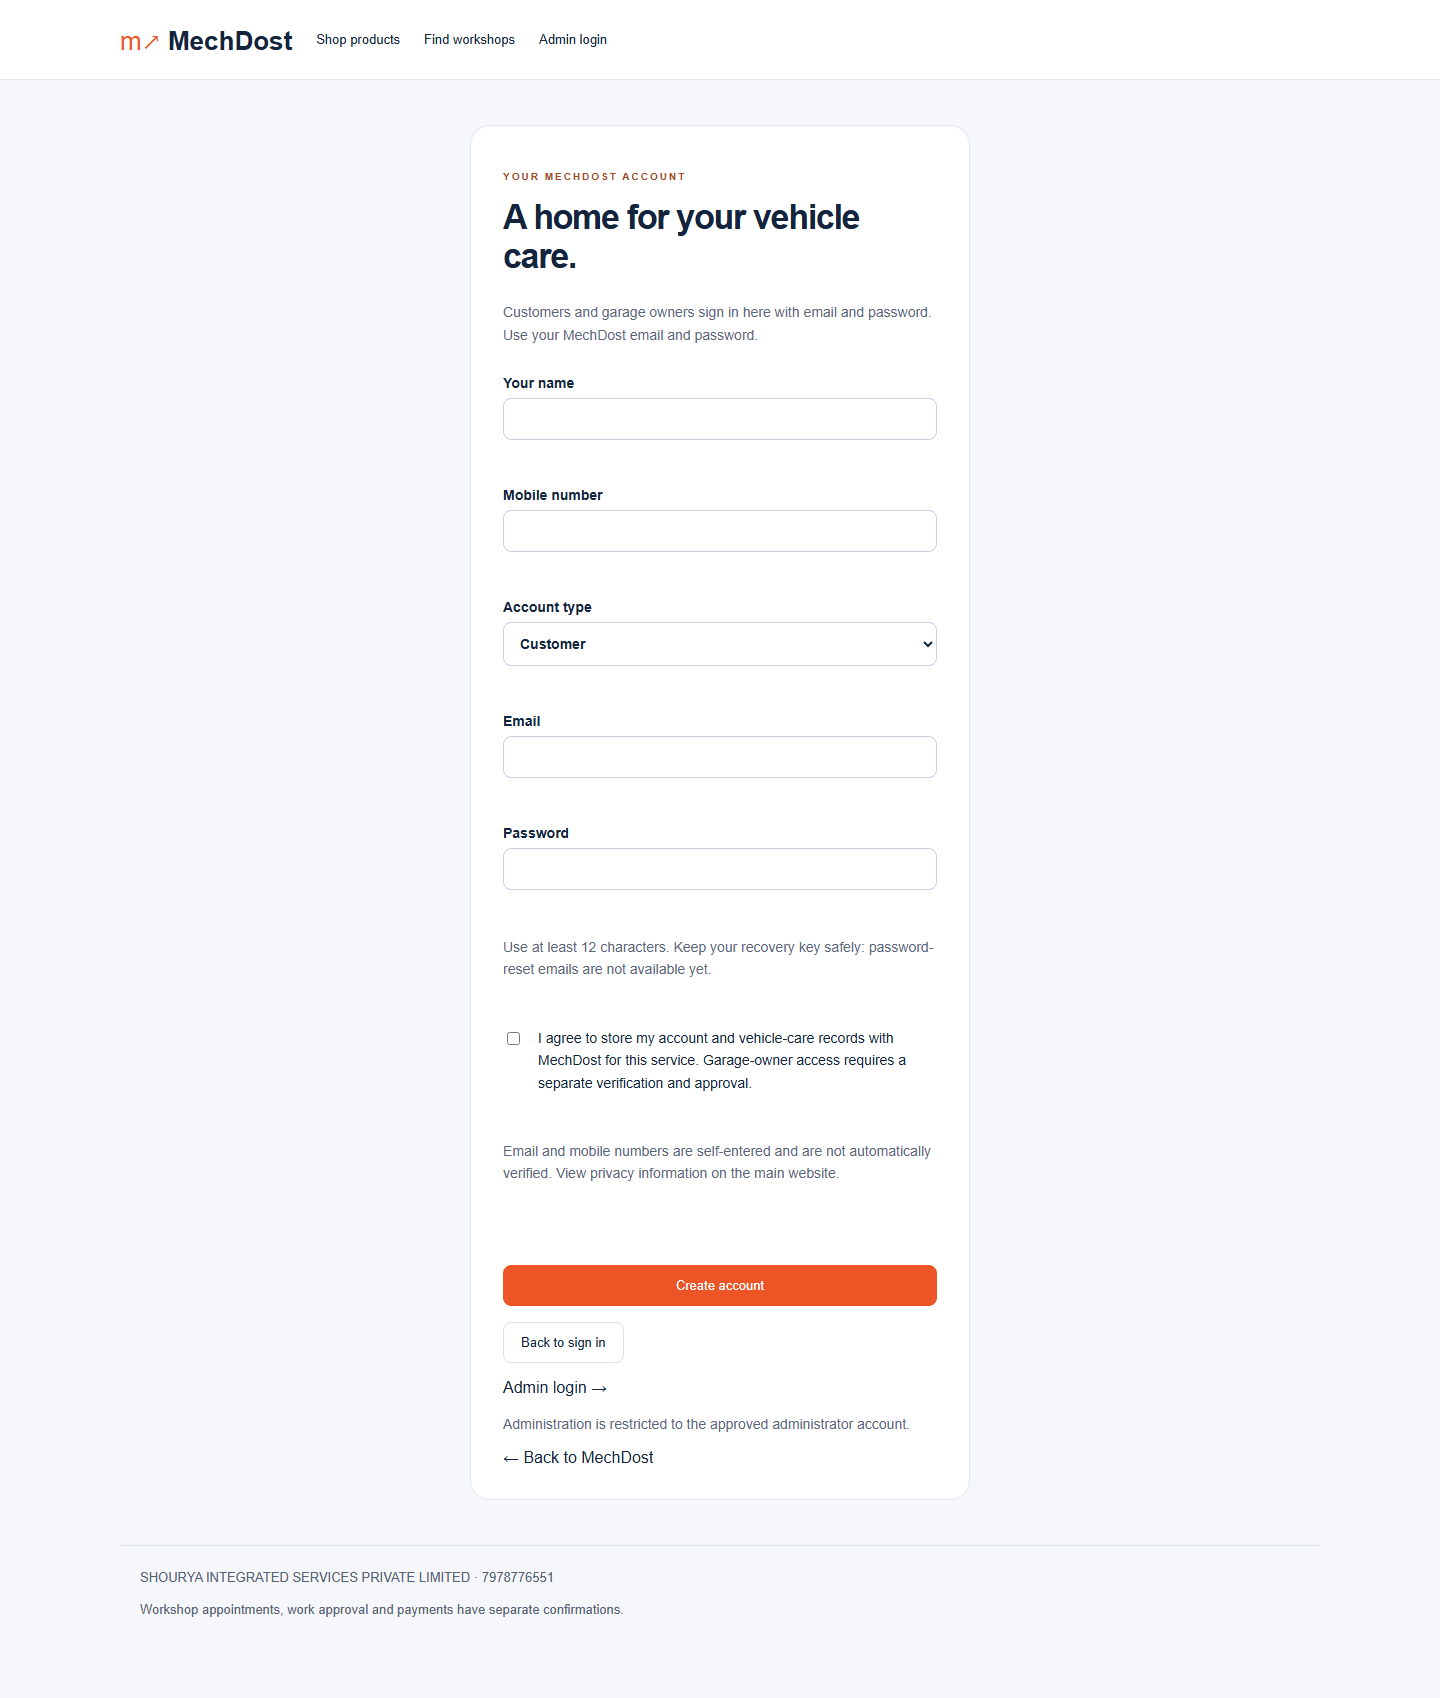 m↗ MechDost Shop products Find workshops Admin login
YOUR MECHDOST ACCOUNT
A home for your vehicle
care.
Customers and garage owners sign in here with email and password.
Use your MechDost email and password.
Your name
Mobile number
Account type
Customer
Email
Password
Use at least 12 characters. Keep your recovery key safely: password-
reset emails are not available yet.
I agree to store my account and vehicle-care records with
MechDost for this service. Garage-owner access requires a
separate verification and approval.
Email and mobile numbers are self-entered and are not automatically
verified. View privacy information on the main website.
Create account
Back to sign in
Admin login →
Administration is restricted to the approved administrator account.
← Back to MechDost
SHOURYA INTEGRATED SERVICES PRIVATE LIMITED · 7978776551
Workshop appointments, work approval and payments have separate confirmations.